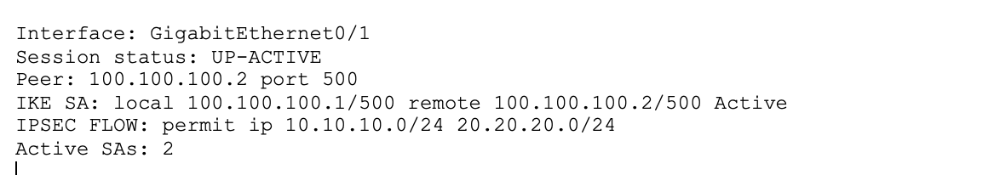 Interface: GigabitEthernet0/1
Session status: UP-ACTIVE
Peer: 100.100.100.2 port 500
IKE SA: local 100.100.100.1/500 remote 100.100.100.2/500 Active
IPSEC FLOW: permit ip 10.10.10.0/24 20.20.20.0/24
Active SAs: 2